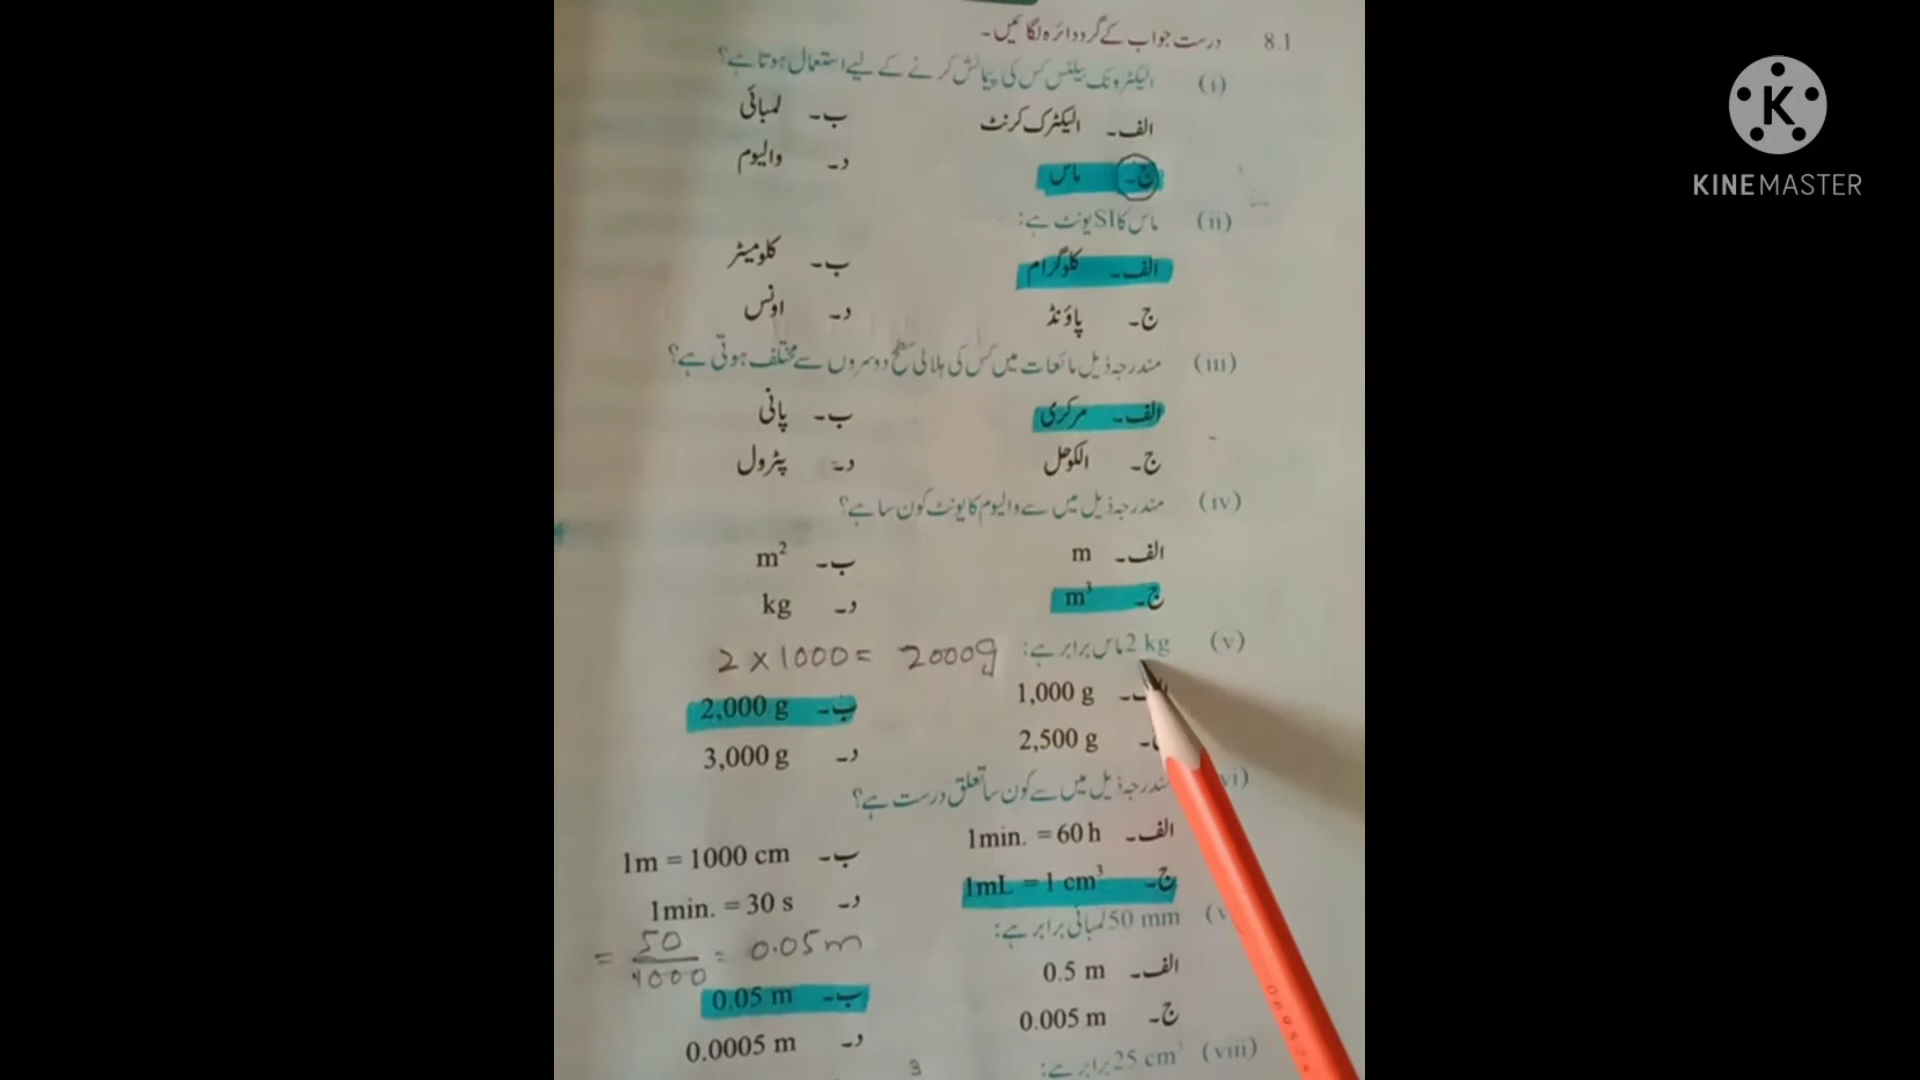 8.1 درست جواب کے گرد دائرہ لگائیں۔
(i) الیکٹرونک بیلنس کس کی پیمائش کرنے کے لیے استعمال ہوتا ہے؟
الف۔ الیکٹرک کرنٹ ب۔ لمبائی
ج۔ ماس د۔ والیوم
(ii) ماس کا SI یونٹ ہے:
الف۔ کلوگرام ب۔ کلومیٹر
ج۔ پاؤنڈ د۔ اونس
(iii) مندرجہ ذیل مائعات میں کس کی ہلالی سطح دوسروں سے مختلف ہوتی ہے؟
الف۔ مرکری ب۔ پانی
ج۔ الکوحل د۔ پٹرول
(iv) مندرجہ ذیل میں سے والیوم کا یونٹ کون سا ہے؟
الف۔ m ب۔ m²
ج۔ m³ د۔ kg
(v) 2 kg ماس برابر ہے: 2 x 1000 = 2000g
1,000 g ب۔ 2,000 g
2,500 g د۔ 3,000 g
مندرجہ ذیل میں سے کون سا تعلق درست ہے؟
الف۔ 1min. = 60 h ب۔ 1m = 1000 cm
ج۔ 1mL = 1 cm³ د۔ 1min. = 30 s
50 mm لمبائی برابر ہے: = 50/1000 = 0.05m
الف۔ 0.5 m ب۔ 0.05 m
ج۔ 0.005 m د۔ 0.0005 m
(viii) 25 cm³ برابر ہے:
3
K
KINEMASTER